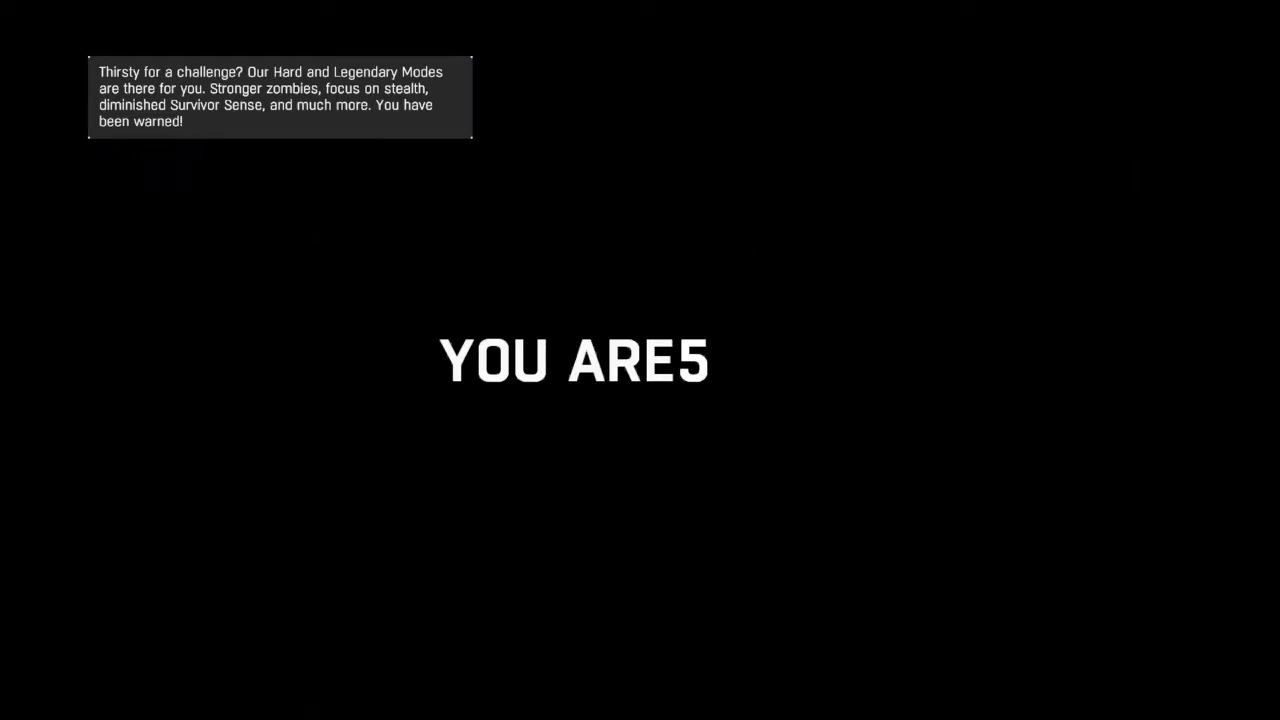 Thirsty for a challenge? Our Hard and Legendary Modes
are there for you. Stronger zombies, focus on stealth,
diminished Survivor Sense, and much more. You have
been warned!
YOU ARE5